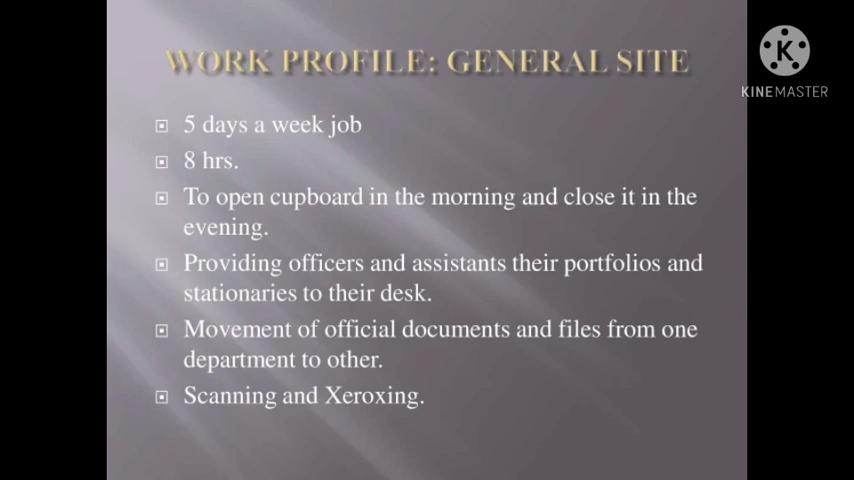 WORK PROFILE: GENERAL SITE
KINEMASTER
5 days a week job
8 hrs.
To open cupboard in the morning and close it in the
evening.
Providing officers and assistants their portfolios and
stationaries to their desk.
Movement of official documents and files from one
department to other.
Scanning and Xeroxing.